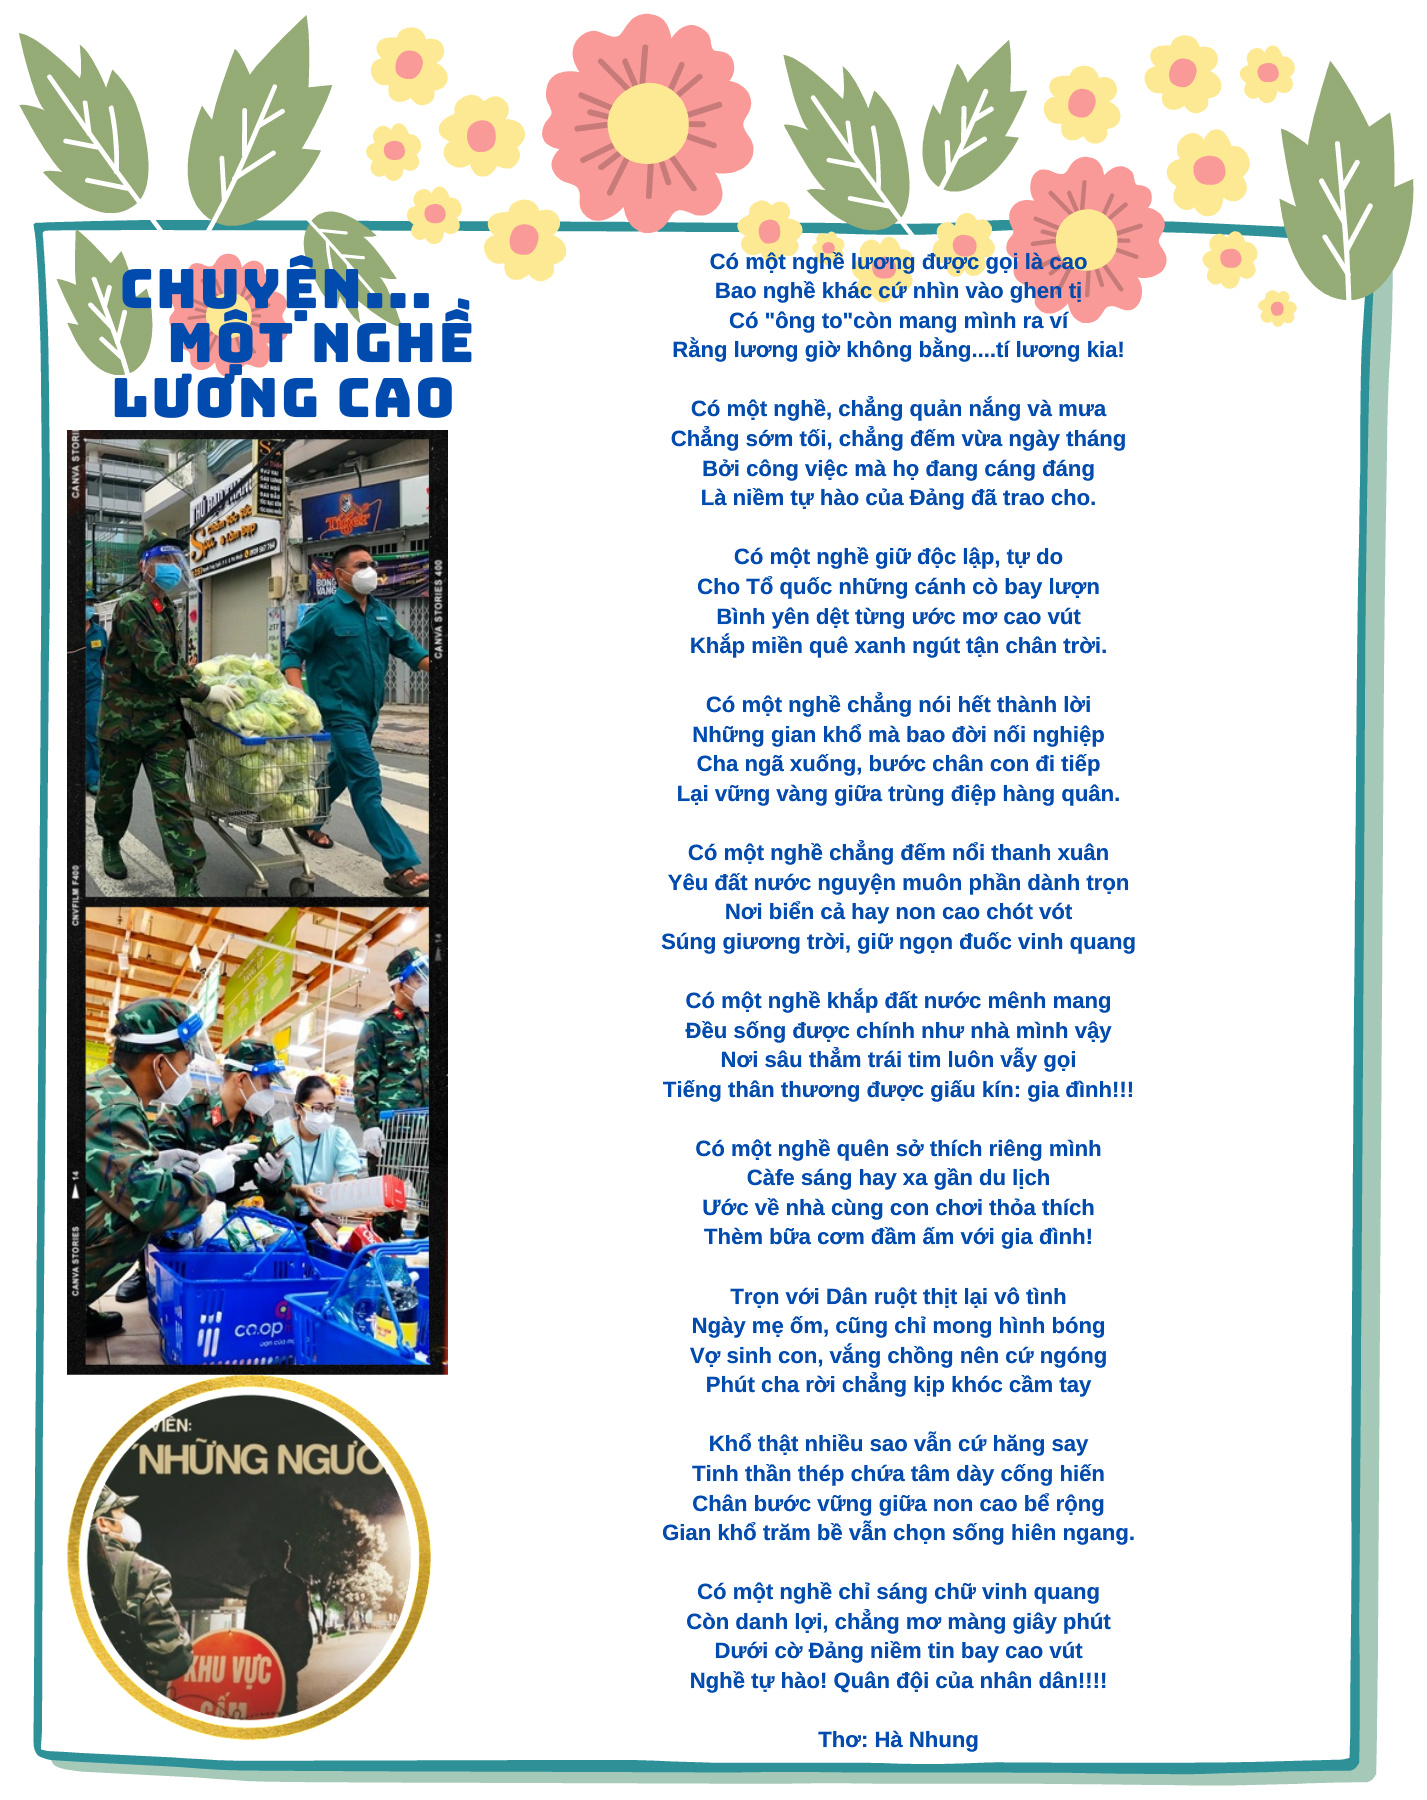 CHUYỆN...
MỘT NGHỀ
LƯƠNG CAO
Có một nghề lương được gọi là cao
Bao nghề khác cứ nhìn vào ghen tị
Có "ông to"còn mang mình ra ví
Rằng lương giờ không bằng....tí lương kia!
Có một nghề, chẳng quản nắng và mưa
Chẳng sớm tối, chẳng đếm vừa ngày tháng
Bởi công việc mà họ đang cáng đáng
Là niềm tự hào của Đảng đã trao cho.
Có một nghề giữ độc lập, tự do
Cho Tổ quốc những cánh cò bay lượn
Bình yên dệt từng ước mơ cao vút
Khắp miền quê xanh ngút tận chân trời.
Có một nghề chẳng nói hết thành lời
Những gian khổ mà bao đời nối nghiệp
Cha ngã xuống, bước chân con đi tiếp
Lại vững vàng giữa trùng điệp hàng quân.
Có một nghề chẳng đếm nổi thanh xuân
Yêu đất nước nguyện muôn phần dành trọn
Nơi biển cả hay non cao chót vót
Súng giương trời, giữ ngọn đuốc vinh quang
Có một nghề khắp đất nước mênh mang
Đều sống được chính như nhà mình vậy
Nơi sâu thẳm trái tim luôn vẫy gọi
Tiếng thân thương được giấu kín: gia đình!!!
Có một nghề quên sở thích riêng mình
Càfe sáng hay xa gần du lịch
Ước về nhà cùng con chơi thỏa thích
Thèm bữa cơm đầm ấm với gia đình!
Trọn với Dân ruột thịt lại vô tình
Ngày mẹ ốm, cũng chỉ mong hình bóng
Vợ sinh con, vắng chồng nên cứ ngóng
Phút cha rời chẳng kịp khóc cầm tay
Khổ thật nhiều sao vẫn cứ hăng say
Tinh thần thép chứa tâm dày cống hiến
Chân bước vững giữa non cao bể rộng
Gian khổ trăm bề vẫn chọn sống hiên ngang.
Có một nghề chỉ sáng chữ vinh quang
Còn danh lợi, chẳng mơ màng giây phút
Dưới cờ Đảng niềm tin bay cao vút
Nghề tự hào! Quân đội của nhân dân!!!!
Thơ: Hà Nhung
CANVA STORIES 400
CNVFILM F400
14
CANVA STORIES
Tiger
Spa
co.op
VIÊN:
"NHỮNG NGƯỜ
KHU VỰC
CẤM